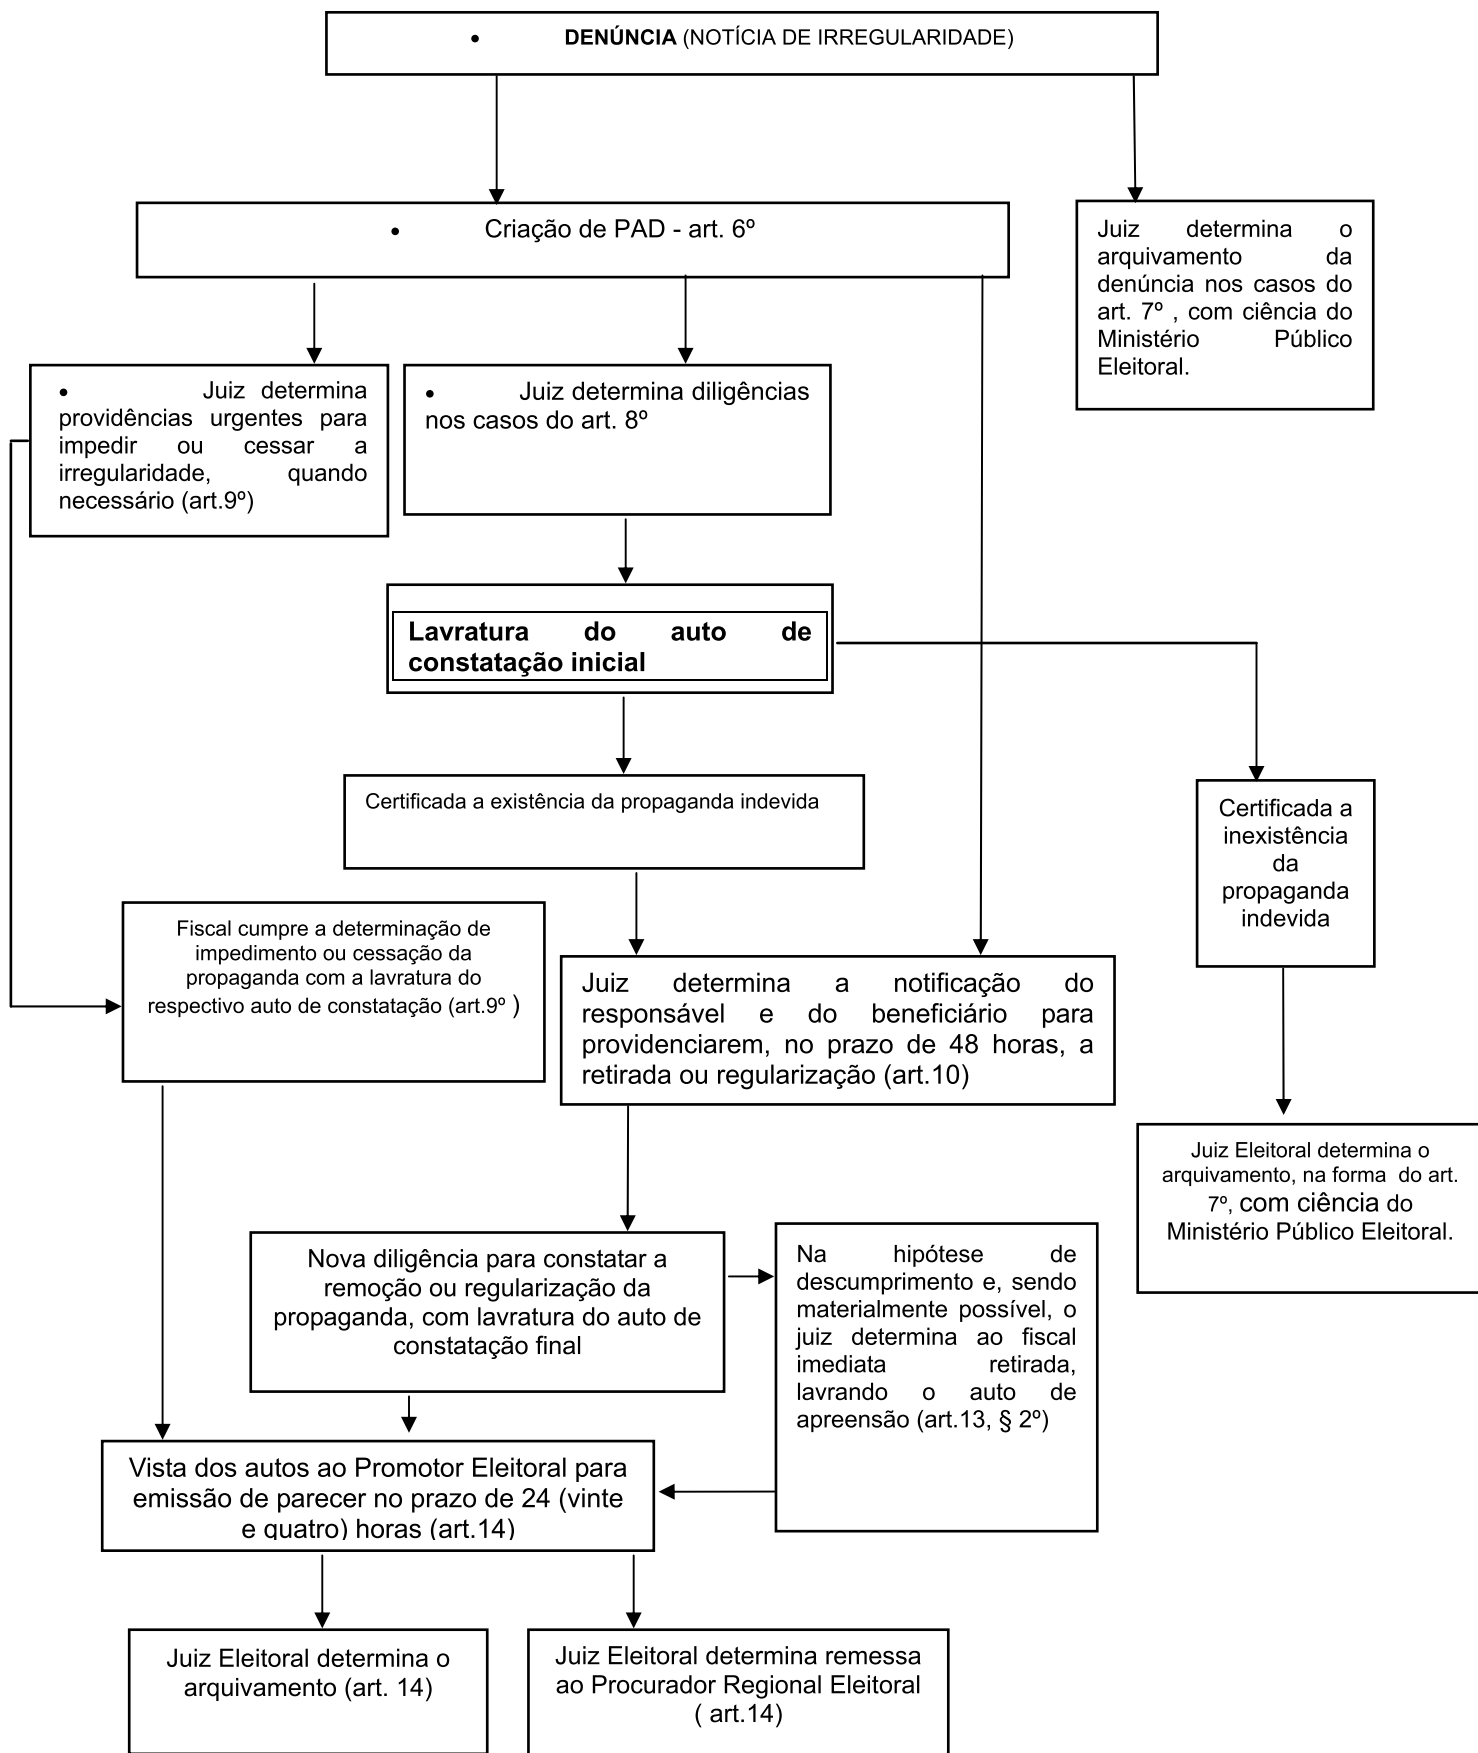 • DENÚNCIA (NOTÍCIA DE IRREGULARIDADE)
• Criação de PAD - art. 6º
Juiz determina o
arquivamento da
denúncia nos casos do
art. 7º , com ciência do
Ministério Público
Eleitoral.
• Juiz determina
providências urgentes para
impedir ou cessar a
irregularidade, quando
necessário (art.9º)
• Juiz determina diligências
nos casos do art. 8º
Lavratura do auto de
constatação inicial
Certificada a existência da propaganda indevida
Certificada a
inexistência
da
propaganda
indevida
Fiscal cumpre a determinação de
impedimento ou cessação da
propaganda com a lavratura do
respectivo auto de constatação (art.9º )
Juiz determina a notificação do
responsável e do beneficiário para
providenciarem, no prazo de 48 horas, a
retirada ou regularização (art.10)
Juiz Eleitoral determina o
arquivamento, na forma do art.
7º, com ciência do
Ministério Público Eleitoral.
Nova diligência para constatar a
remoção ou regularização da
propaganda, com lavratura do auto de
constatação final
Na hipótese de
descumprimento e, sendo
materialmente possível, o
juiz determina ao fiscal
imediata retirada,
lavrando o auto de
apreensão (art.13, § 2º)
Vista dos autos ao Promotor Eleitoral para
emissão de parecer no prazo de 24 (vinte
e quatro) horas (art.14)
Juiz Eleitoral determina o
arquivamento (art. 14)
Juiz Eleitoral determina remessa
ao Procurador Regional Eleitoral
( art.14)